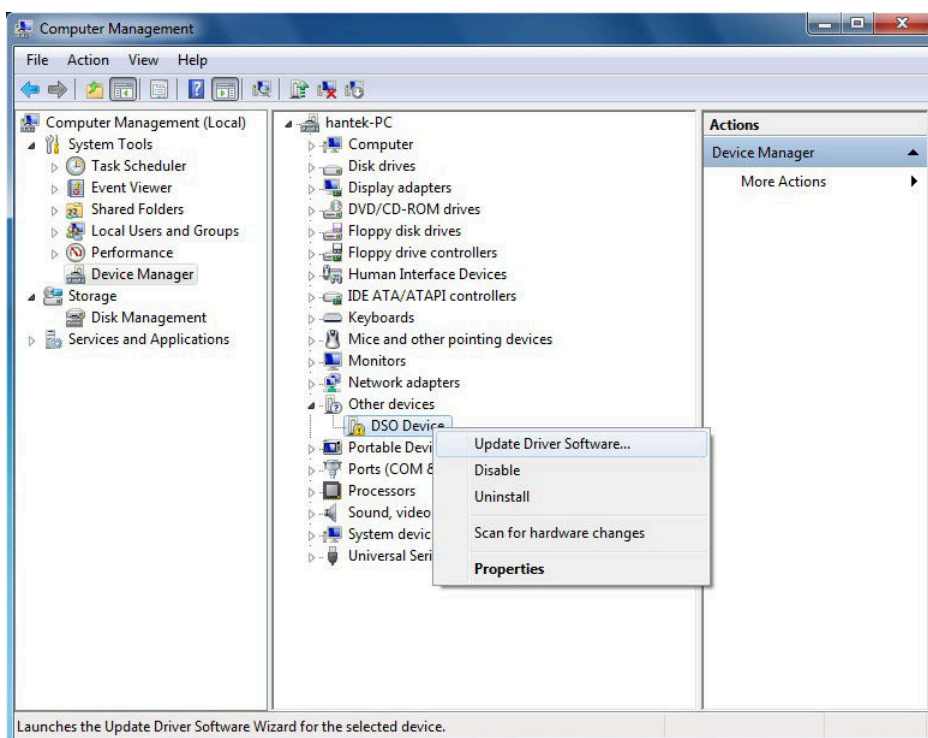 Computer Management
File Action View Help
Computer Management (Local)
System Tools
Task Scheduler
Event Viewer
Shared Folders
Local Users and Groups
Performance
Device Manager
Storage
Disk Management
Services and Applications
hantek-PC
Computer
Disk drives
Display adapters
DVD/CD-ROM drives
Floppy disk drives
Floppy drive controllers
Human Interface Devices
IDE ATA/ATAPI controllers
Keyboards
Mice and other pointing devices
Monitors
Network adapters
Other devices
DSO Device
Portable Devi
Ports (COM &
Processors
Sound, video
System devic
Universal Seri
Update Driver Software...
Disable
Uninstall
Scan for hardware changes
Properties
Actions
Device Manager
More Actions
Launches the Update Driver Software Wizard for the selected device.